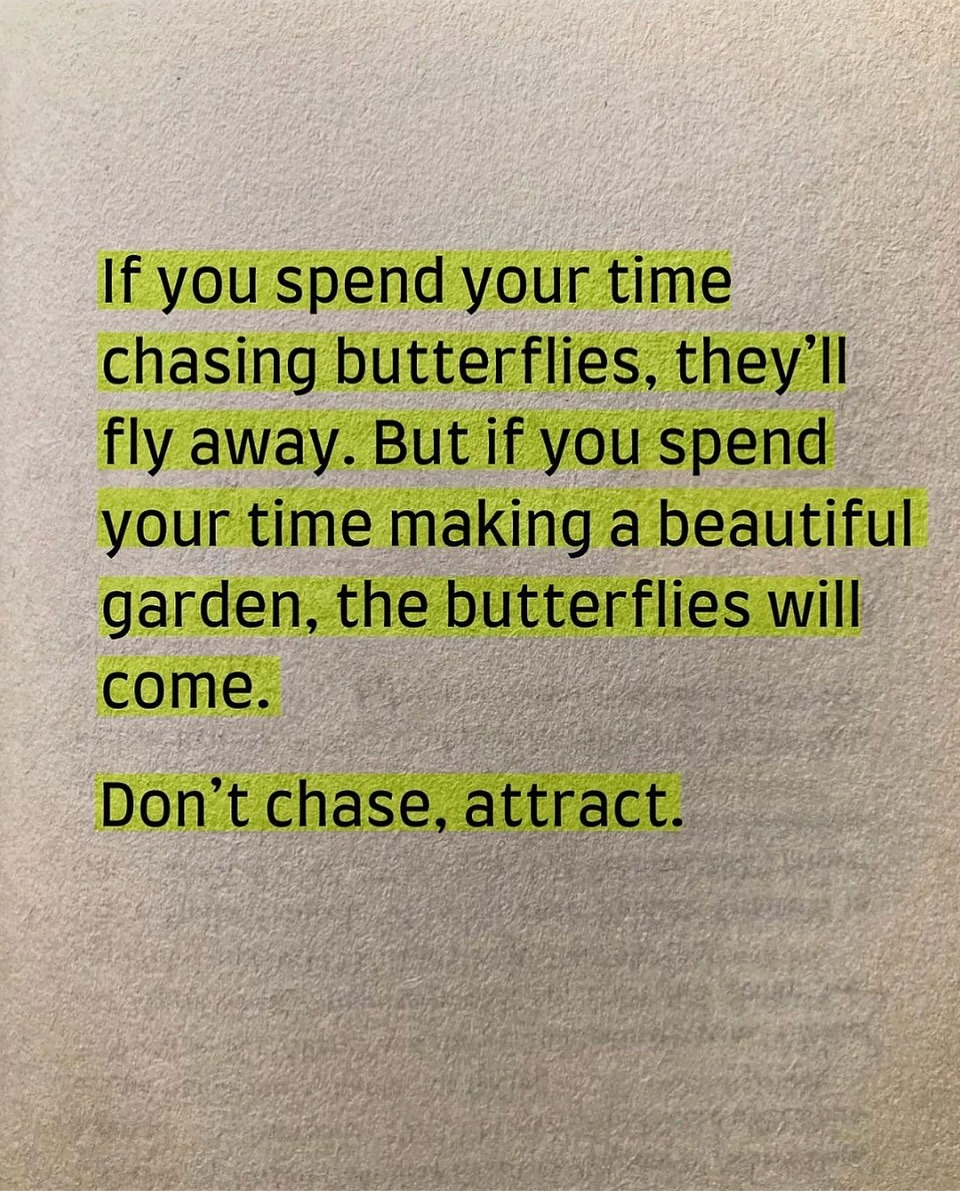 If you spend your time
chasing butterflies, they’ll
fly away. But if you spend
your time making a beautiful
garden, the butterflies will
come.
Don’t chase, attract.